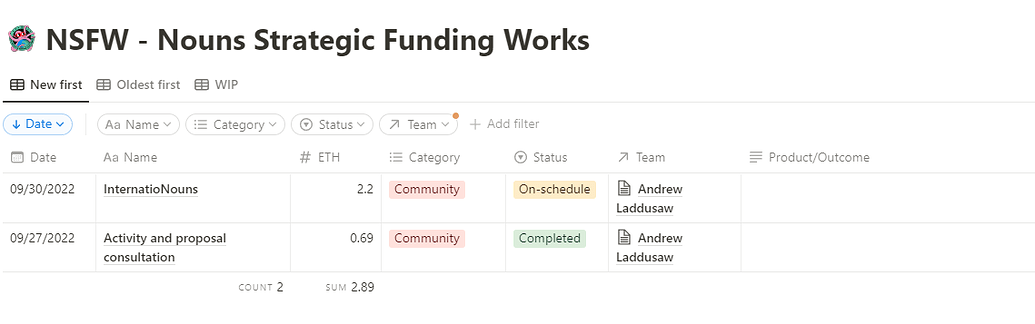 NSFW - Nouns Strategic Funding Works
New first Oldest first WIP
Date Aa Name Category Status Team + Add filter
Date Aa Name # ETH Category Status Team Product/Outcome
09/30/2022 InternatioNouns 2.2 Community On-schedule Andrew
Laddusaw
09/27/2022 Activity and proposal 0.69 Community Completed Andrew
consultation Laddusaw
COUNT 2 SUM 2.89